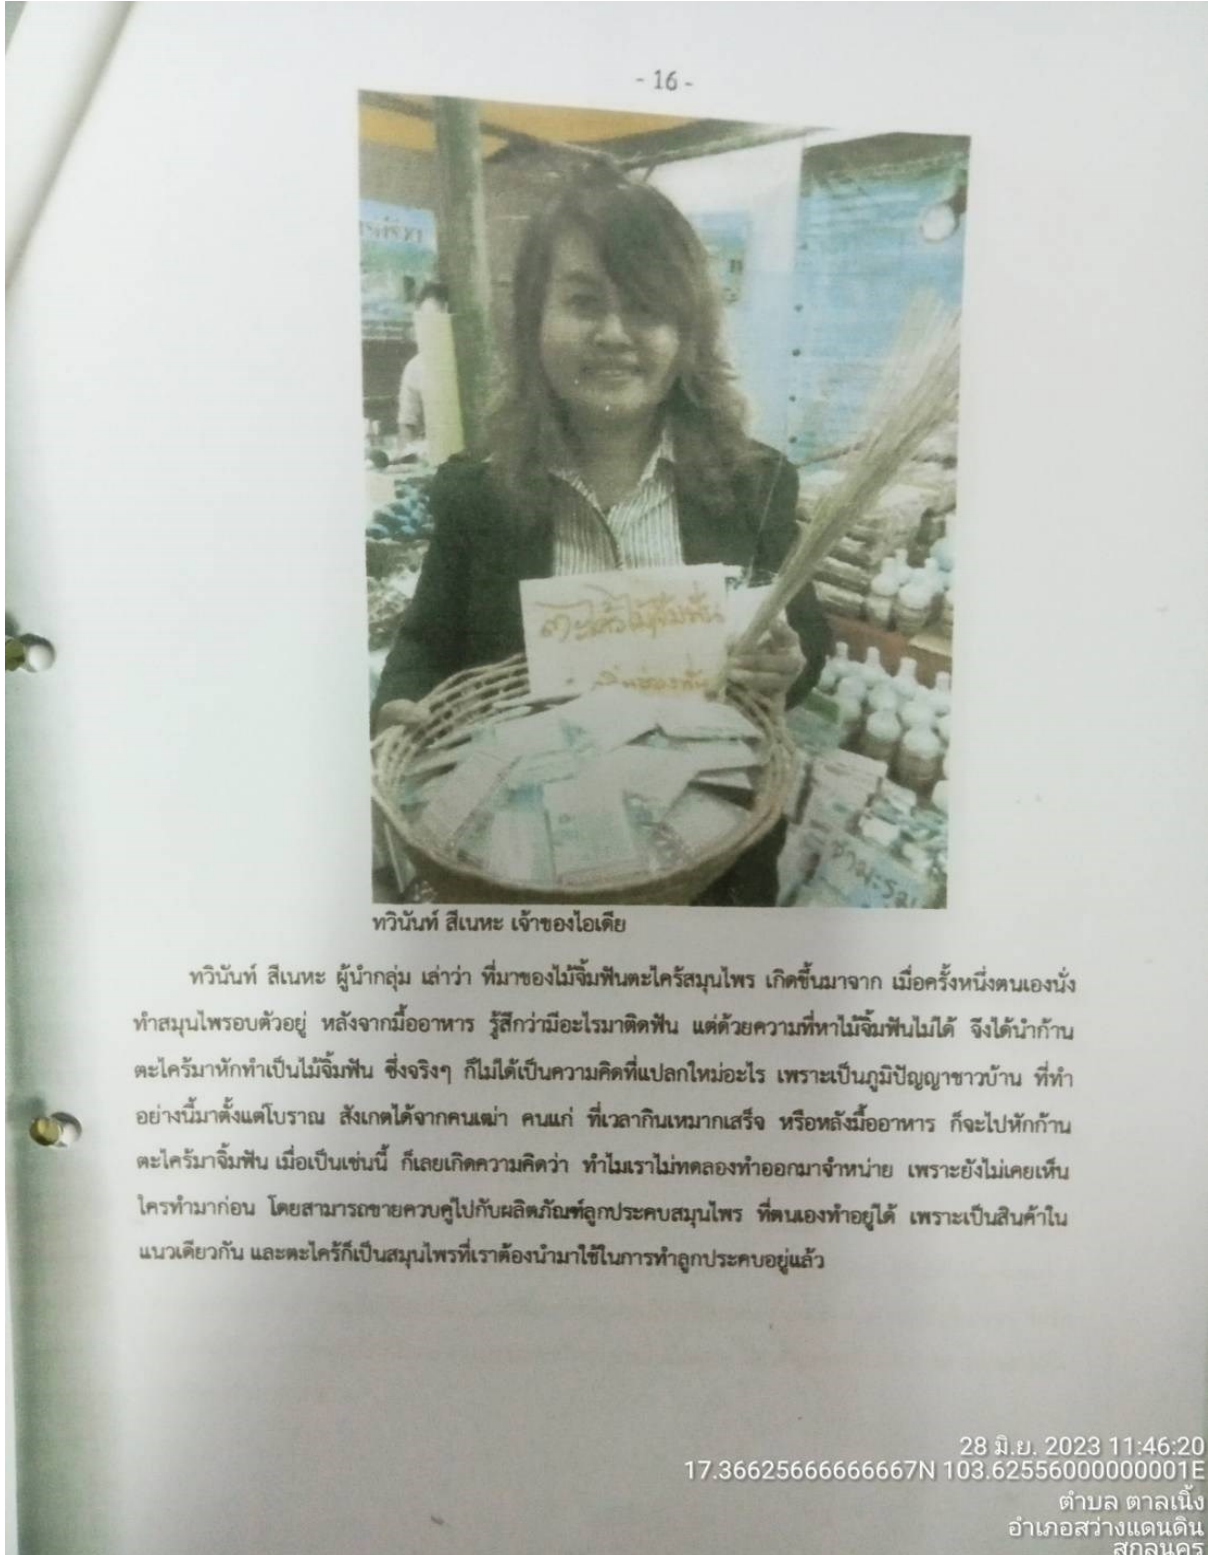 - 16 -
ตะไคร้ไม้จิ้มฟัน
ทวินันท์ สีเนหะ เจ้าของไอเดีย
ทวินันท์ สีเนหะ ผู้นำกลุ่ม เล่าว่า ที่มาของไม้จิ้มฟันตะไคร้สมุนไพร เกิดขึ้นมาจาก เมื่อครั้งหนึ่งตนเองนั่ง
ทำสมุนไพรอบตัวอยู่ หลังจากมื้ออาหาร รู้สึกว่ามีอะไรมาติดฟัน แต่ด้วยความที่หาไม้จิ้มฟันไม่ได้ จึงได้นำก้าน
ตะไคร้มาหักทำเป็นไม้จิ้มฟัน ซึ่งจริงๆ ก็ไม่ได้เป็นความคิดที่แปลกใหม่อะไร เพราะเป็นภูมิปัญญาชาวบ้าน ที่ทำ
อย่างนี้มาตั้งแต่โบราณ สังเกตได้จากคนเฒ่า คนแก่ ที่เวลากินเหมากเสร็จ หรือหลังมื้ออาหาร ก็จะไปหักก้าน
ตะไคร้มาจิ้มฟัน เมื่อเป็นเช่นนี้ ก็เลยเกิดความคิดว่า ทำไมเราไม่ทดลองทำออกมาจำหน่าย เพราะยังไม่เคยเห็น
ใครทำมาก่อน โดยสามารถขายควบคู่ไปกับผลิตภัณฑ์ลูกประคบสมุนไพร ที่ตนเองทำอยู่ได้ เพราะเป็นสินค้าใน
แนวเดียวกัน และตะไคร้ก็เป็นสมุนไพรที่เราต้องนำมาใช้ในการทำลูกประคบอยู่แล้ว
28 มิ.ย. 2023 11:46:20
17.36625666666667N 103.62556000000001E
ตำบล ตาลเนิ้ง
อำเภอสว่างแดนดิน
สกลนคร